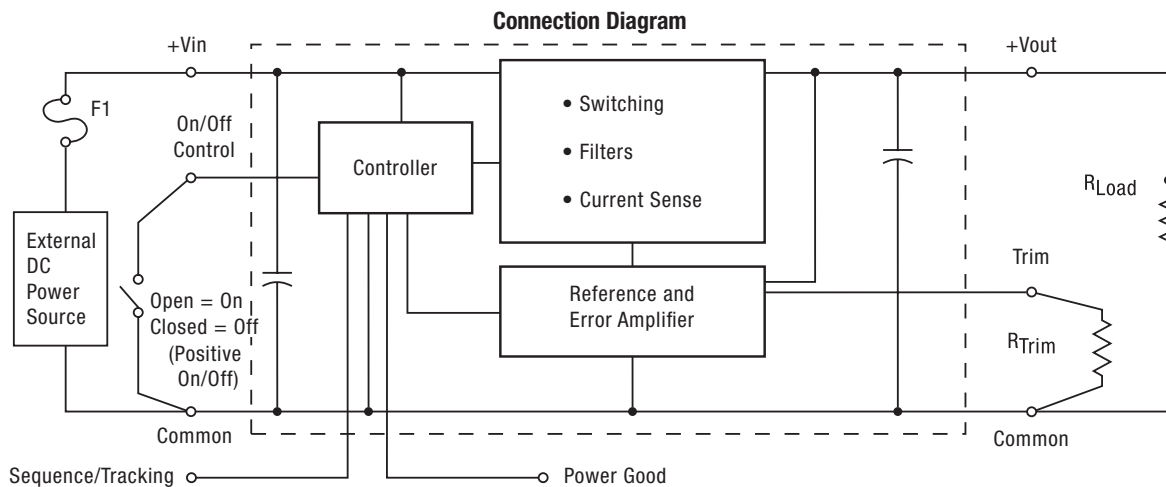 Connection Diagram
+Vin
+Vout
F1
On/Off
Control
Controller
• Switching
• Filters
• Current Sense
RLoad
External
DC
Power
Source
Open = On
Closed = Off
(Positive
On/Off)
Reference and
Error Amplifier
Trim
RTrim
Common
Common
Sequence/Tracking
Power Good